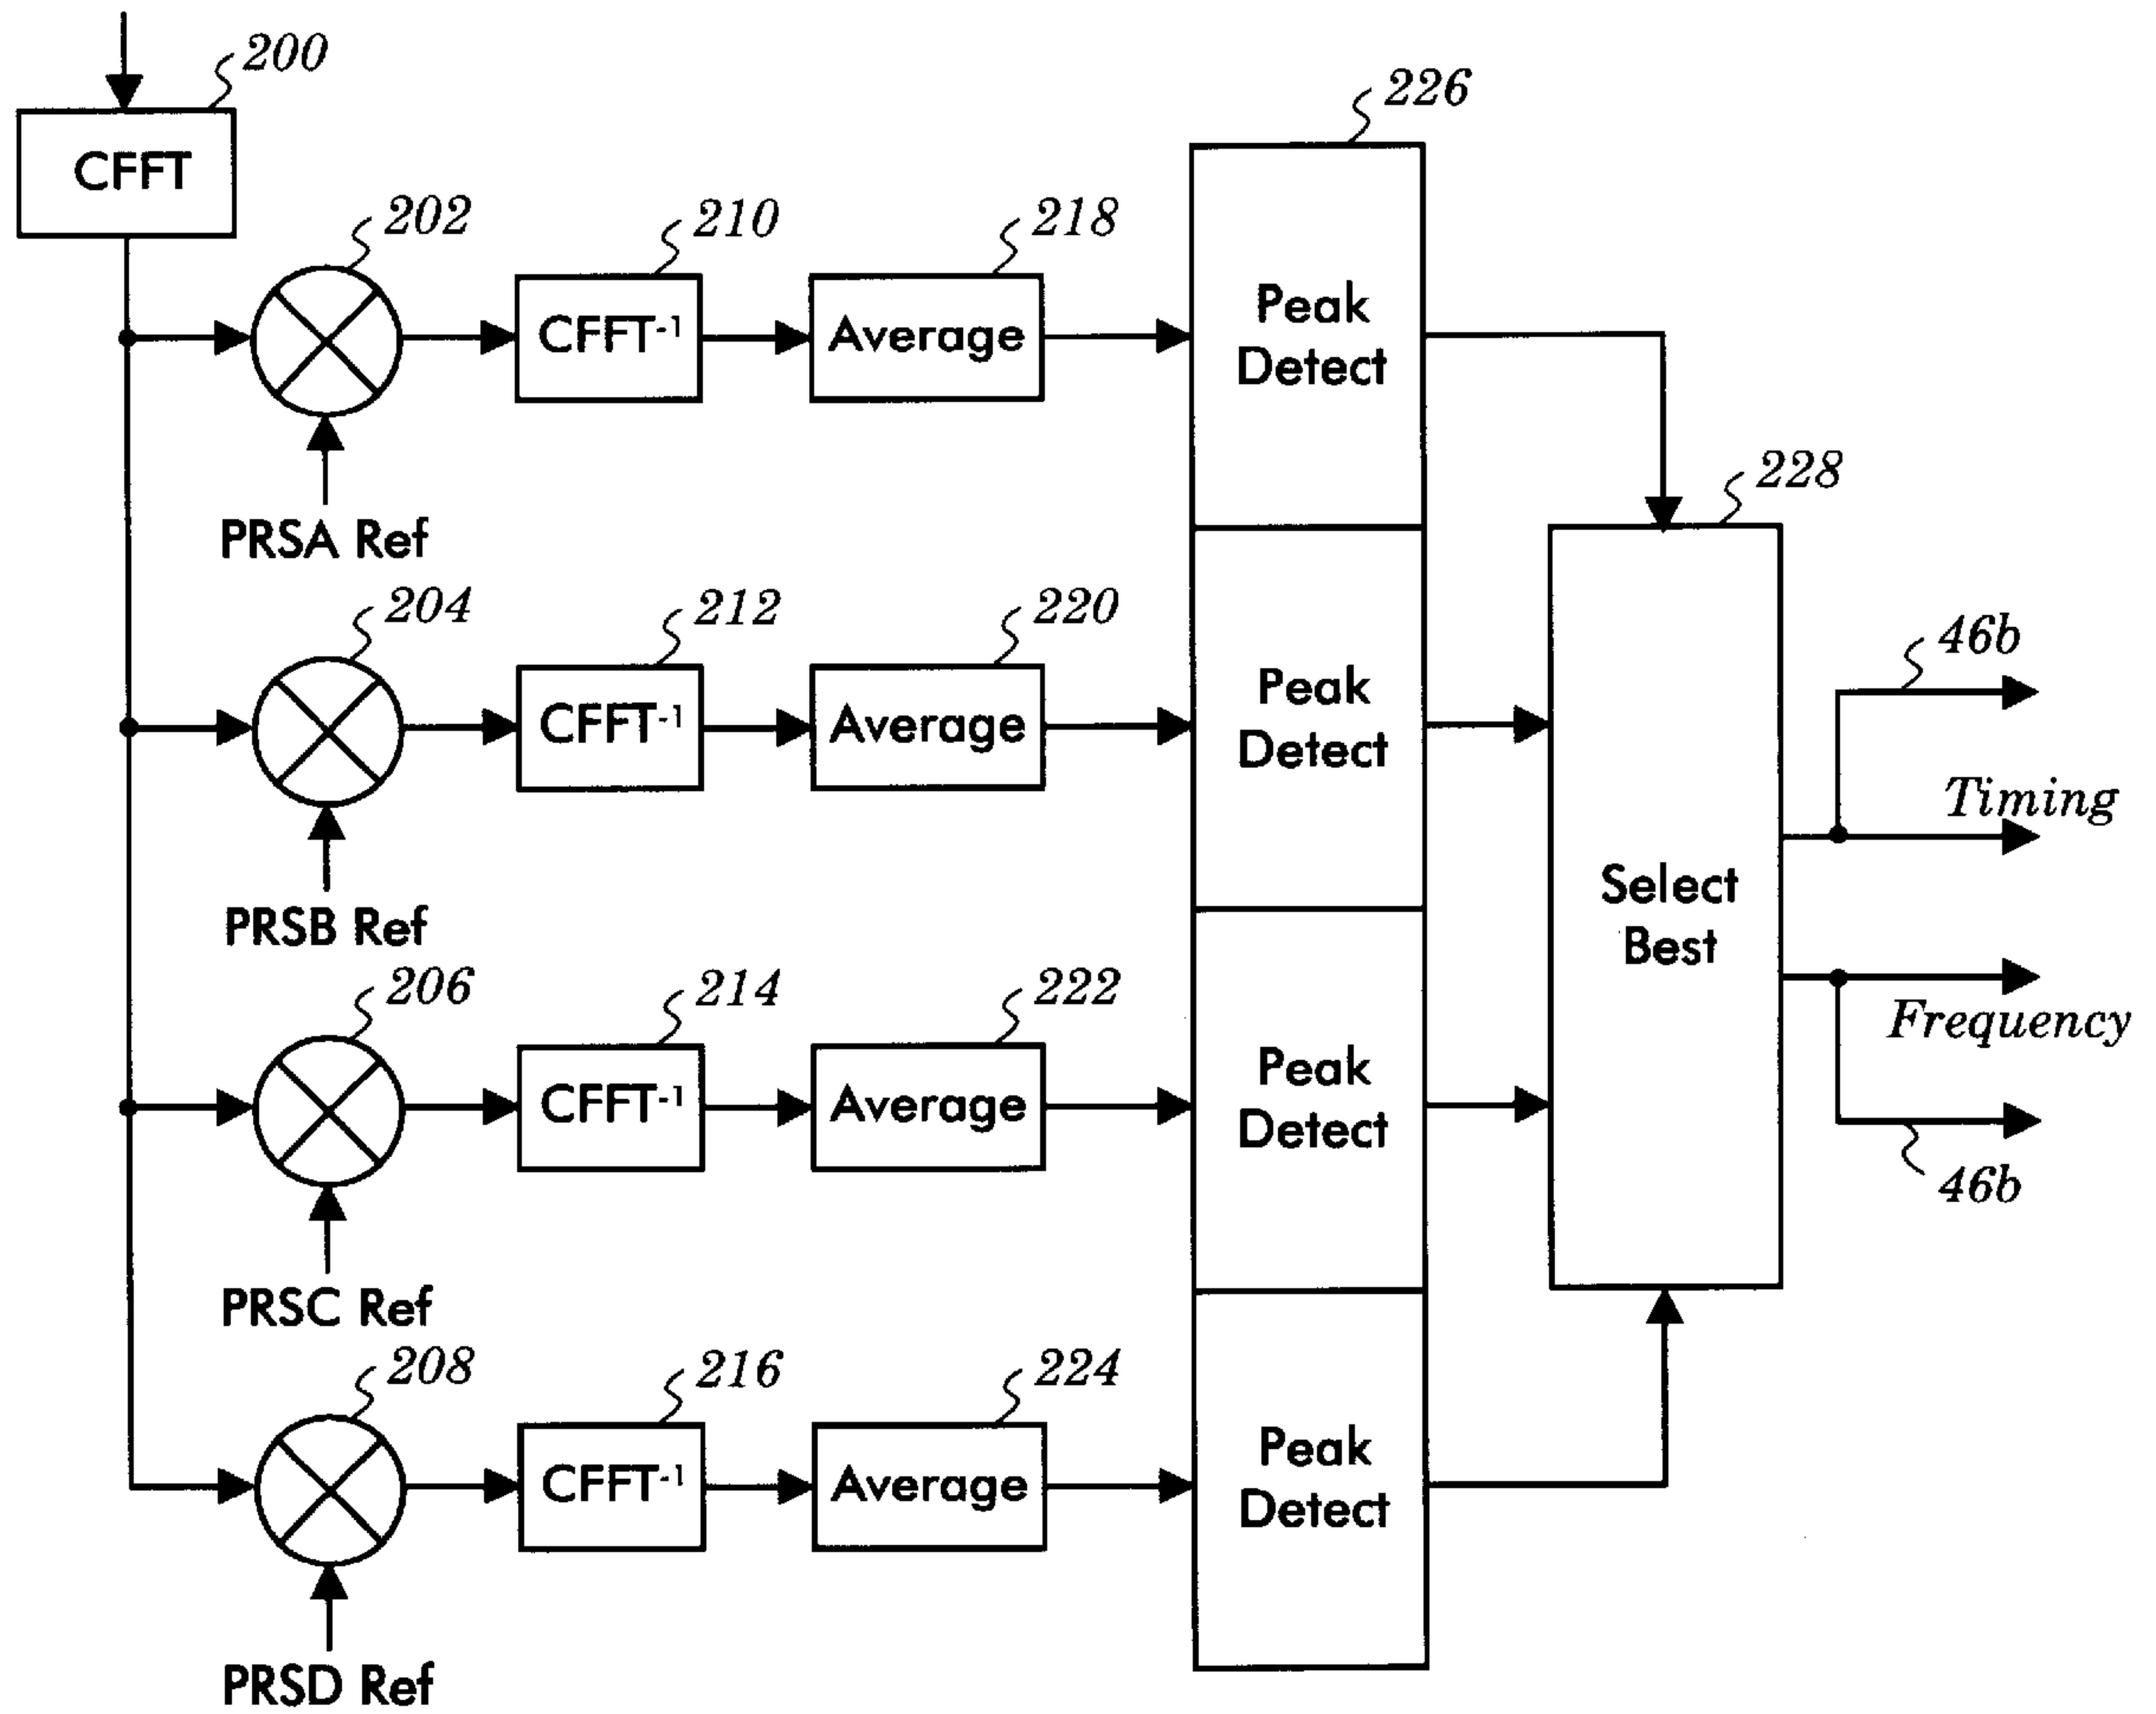 200
CFFT
226
202
210
218
CFFT-1
Average
Peak
Detect
PRSA Ref
228
204
212
220
CFFT-1
Average
Peak
Detect
46b
Timing
PRSB Ref
Select
Best
206
214
222
CFFT-1
Average
Peak
Detect
Frequency
46b
PRSC Ref
208
216
224
CFFT-1
Average
Peak
Detect
PRSD Ref